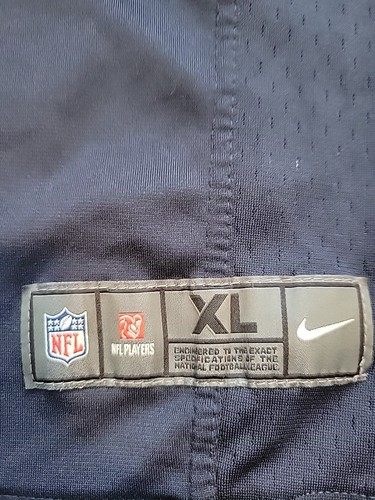 NFL
NFL PLAYERS
XL
ENGINEERED TO THE EXACT
SPECIFICATIONS OF THE
NATIONAL FOOTBALL LEAGUE.